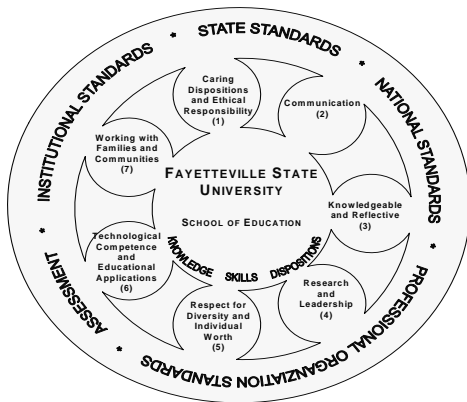 STATE STANDARDS
NATIONAL STANDARDS
PROFESSIONAL ORGANZIATION STANDARDS
ASSESSMENT
INSTITUTIONAL STANDARDS
Caring
Dispositions
and Ethical
Responsibility
(1)
Communication
(2)
Knowledgeable
and Reflective
(3)
Research
and
Leadership
(4)
Respect for
Diversity and
Individual
Worth
(5)
Technological
Competence
and
Educational
Applications
(6)
Working with
Families and
Communities
(7)
FAYETTEVILLE STATE
UNIVERSITY
SCHOOL OF EDUCATION
KNOWLEDGE SKILLS DISPOSITIONS